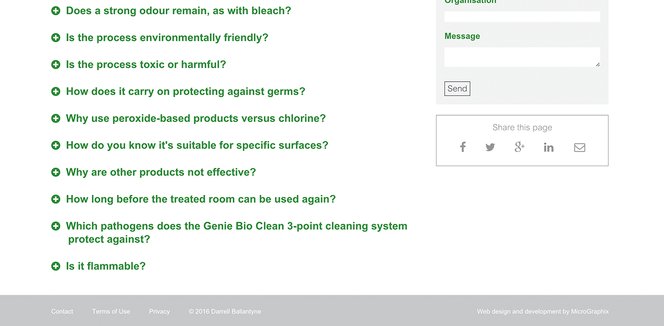 Does a strong odour remain, as with bleach?
Is the process environmentally friendly?
Is the process toxic or harmful?
How does it carry on protecting against germs?
Why use peroxide-based products versus chlorine?
How do you know it's suitable for specific surfaces?
Why are other products not effective?
How long before the treated room can be used again?
Which pathogens does the Genie Bio Clean 3-point cleaning system
protect against?
Is it flammable?
Organisation
Message
Send
Share this page
Contact
Terms of Use
Privacy
© 2016 Darrell Ballantyne
Web design and development by MicroGraphix